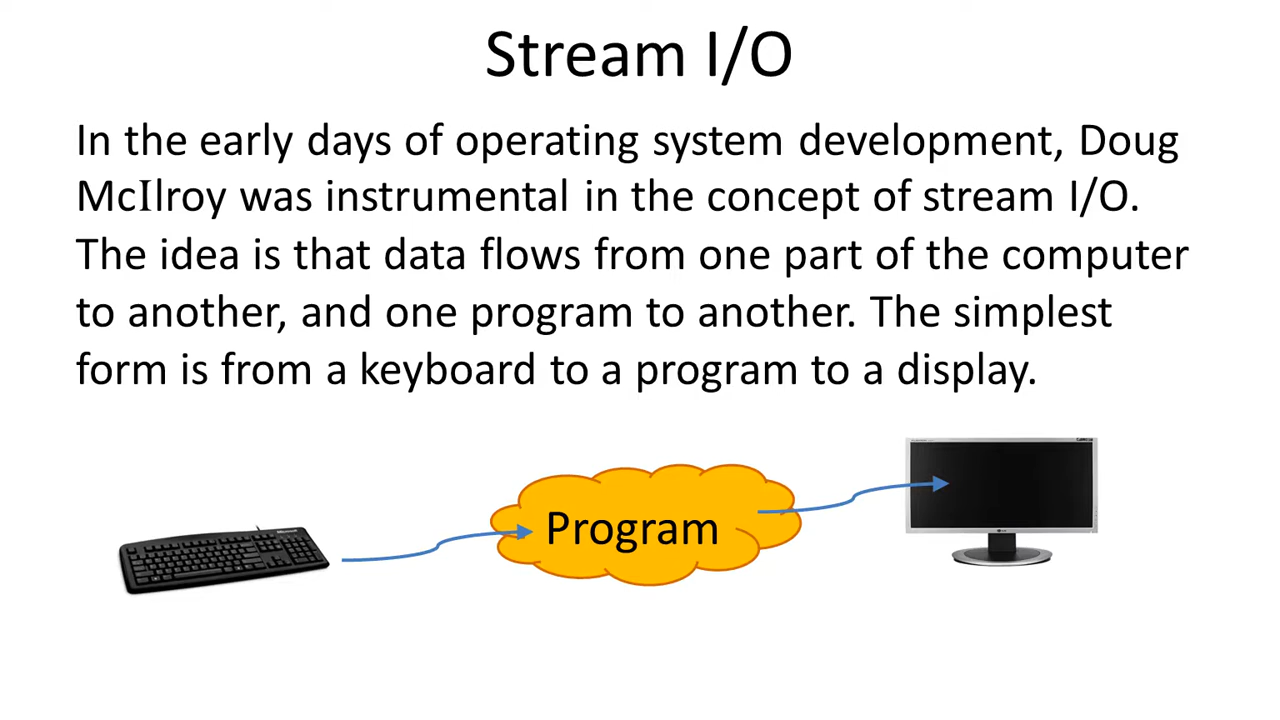 Stream I/O
In the early days of operating system development, Doug
McIlroy was instrumental in the concept of stream I/O.
The idea is that data flows from one part of the computer
to another, and one program to another. The simplest
form is from a keyboard to a program to a display.
Program